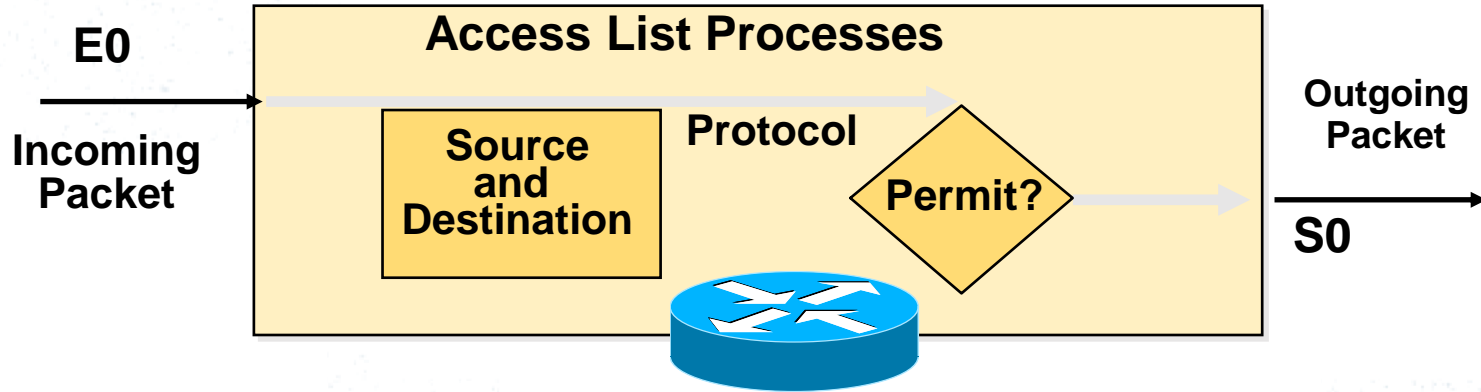 E0
Access List Processes
Incoming
Packet
Source
and
Destination
Protocol
Permit?
Outgoing
Packet
S0